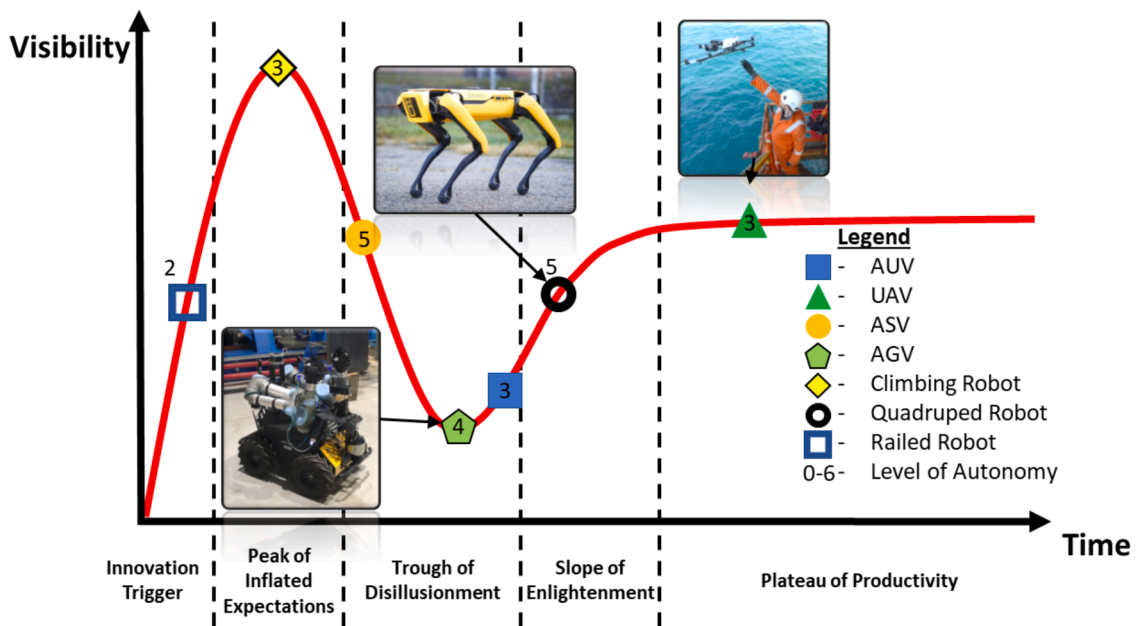 Visibility
3
2
5
5
3
4
3
Legend
- AUV
- UAV
- ASV
- AGV
- Climbing Robot
- Quadruped Robot
- Railed Robot
0-6- Level of Autonomy
Time
Innovation
Trigger
Peak of
Inflated
Expectations
Trough of
Disillusionment
Slope of
Enlightenment
Plateau of Productivity